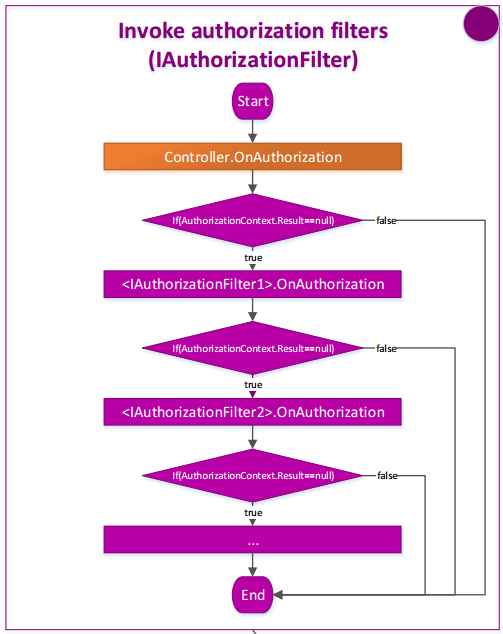 Invoke authorization filters
(IAuthorizationFilter)
Start
Controller.OnAuthorization
If(AuthorizationContext.Result==null)
false
true
<IAuthorizationFilter1>.OnAuthorization
If(AuthorizationContext.Result==null)
false
true
<IAuthorizationFilter2>.OnAuthorization
If(AuthorizationContext.Result==null)
false
true
...
End